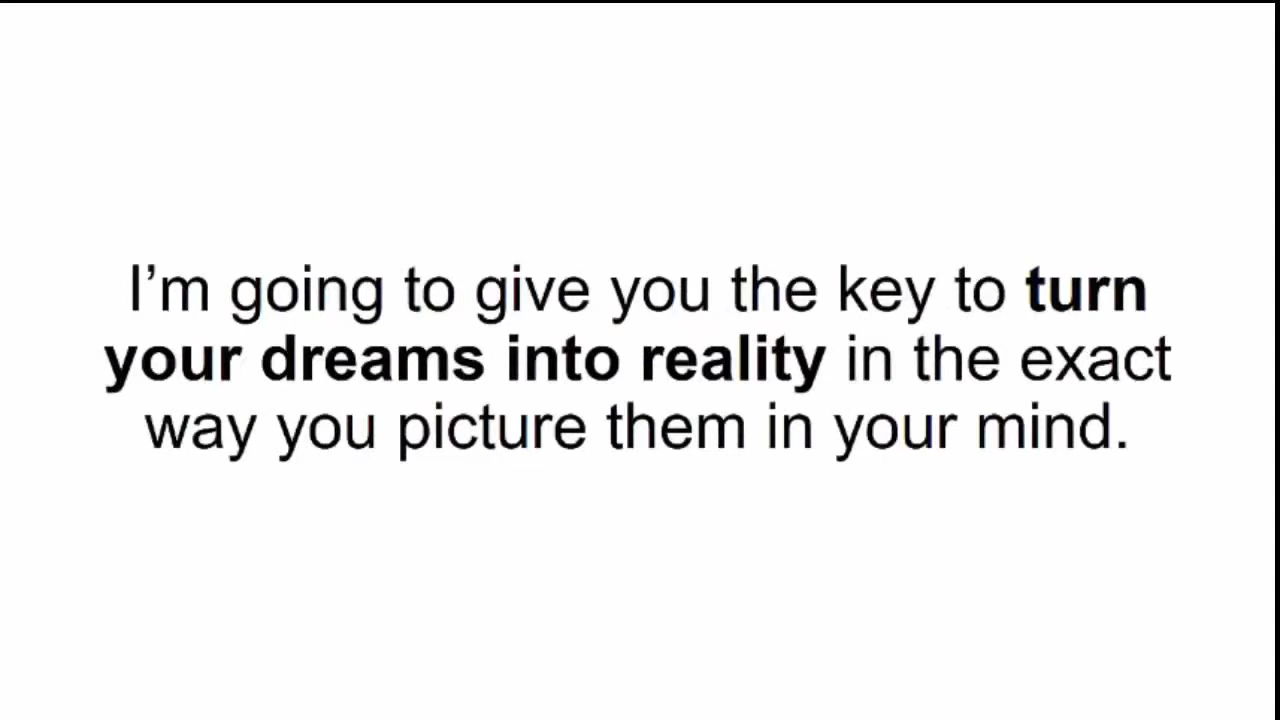 I’m going to give you the key to turn
your dreams into reality in the exact
way you picture them in your mind.